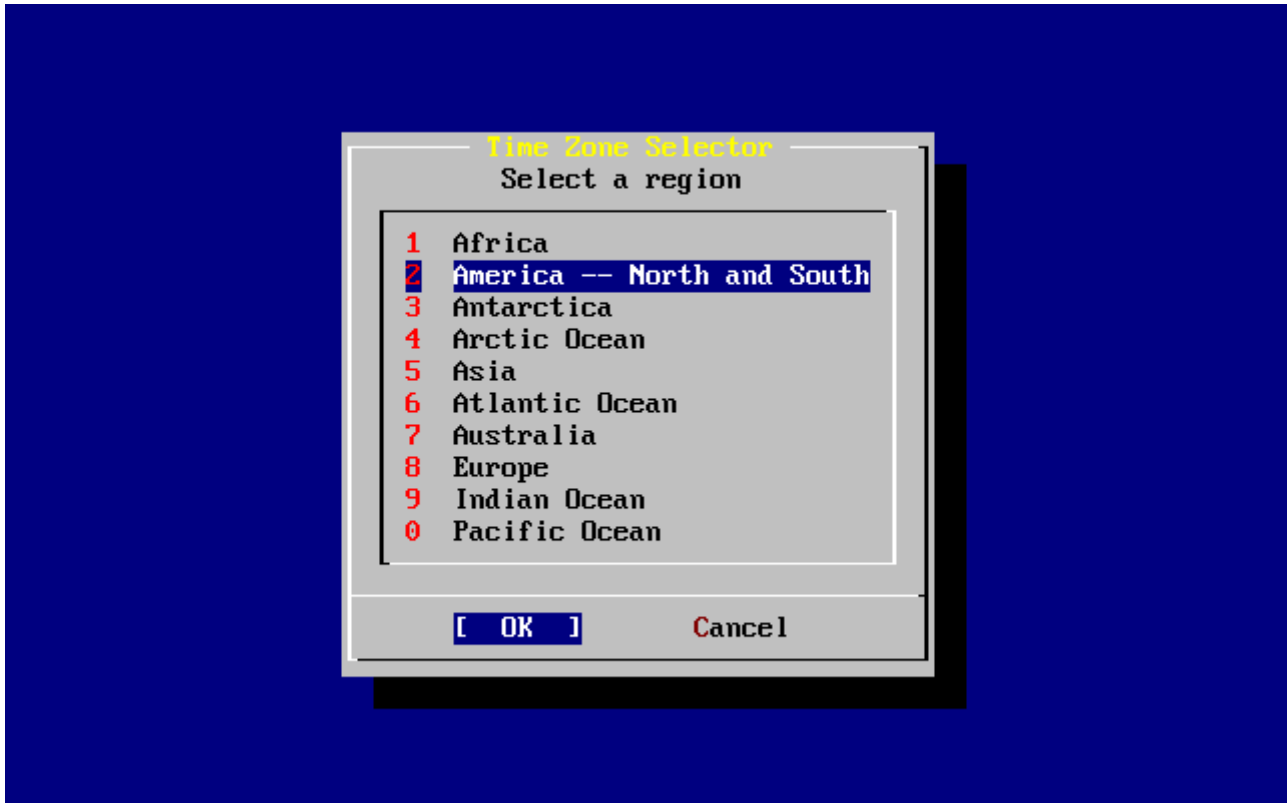 Time Zone Selector
Select a region
1 Africa
2 America -- North and South
3 Antarctica
4 Arctic Ocean
5 Asia
6 Atlantic Ocean
7 Australia
8 Europe
9 Indian Ocean
0 Pacific Ocean
[ OK ] Cancel